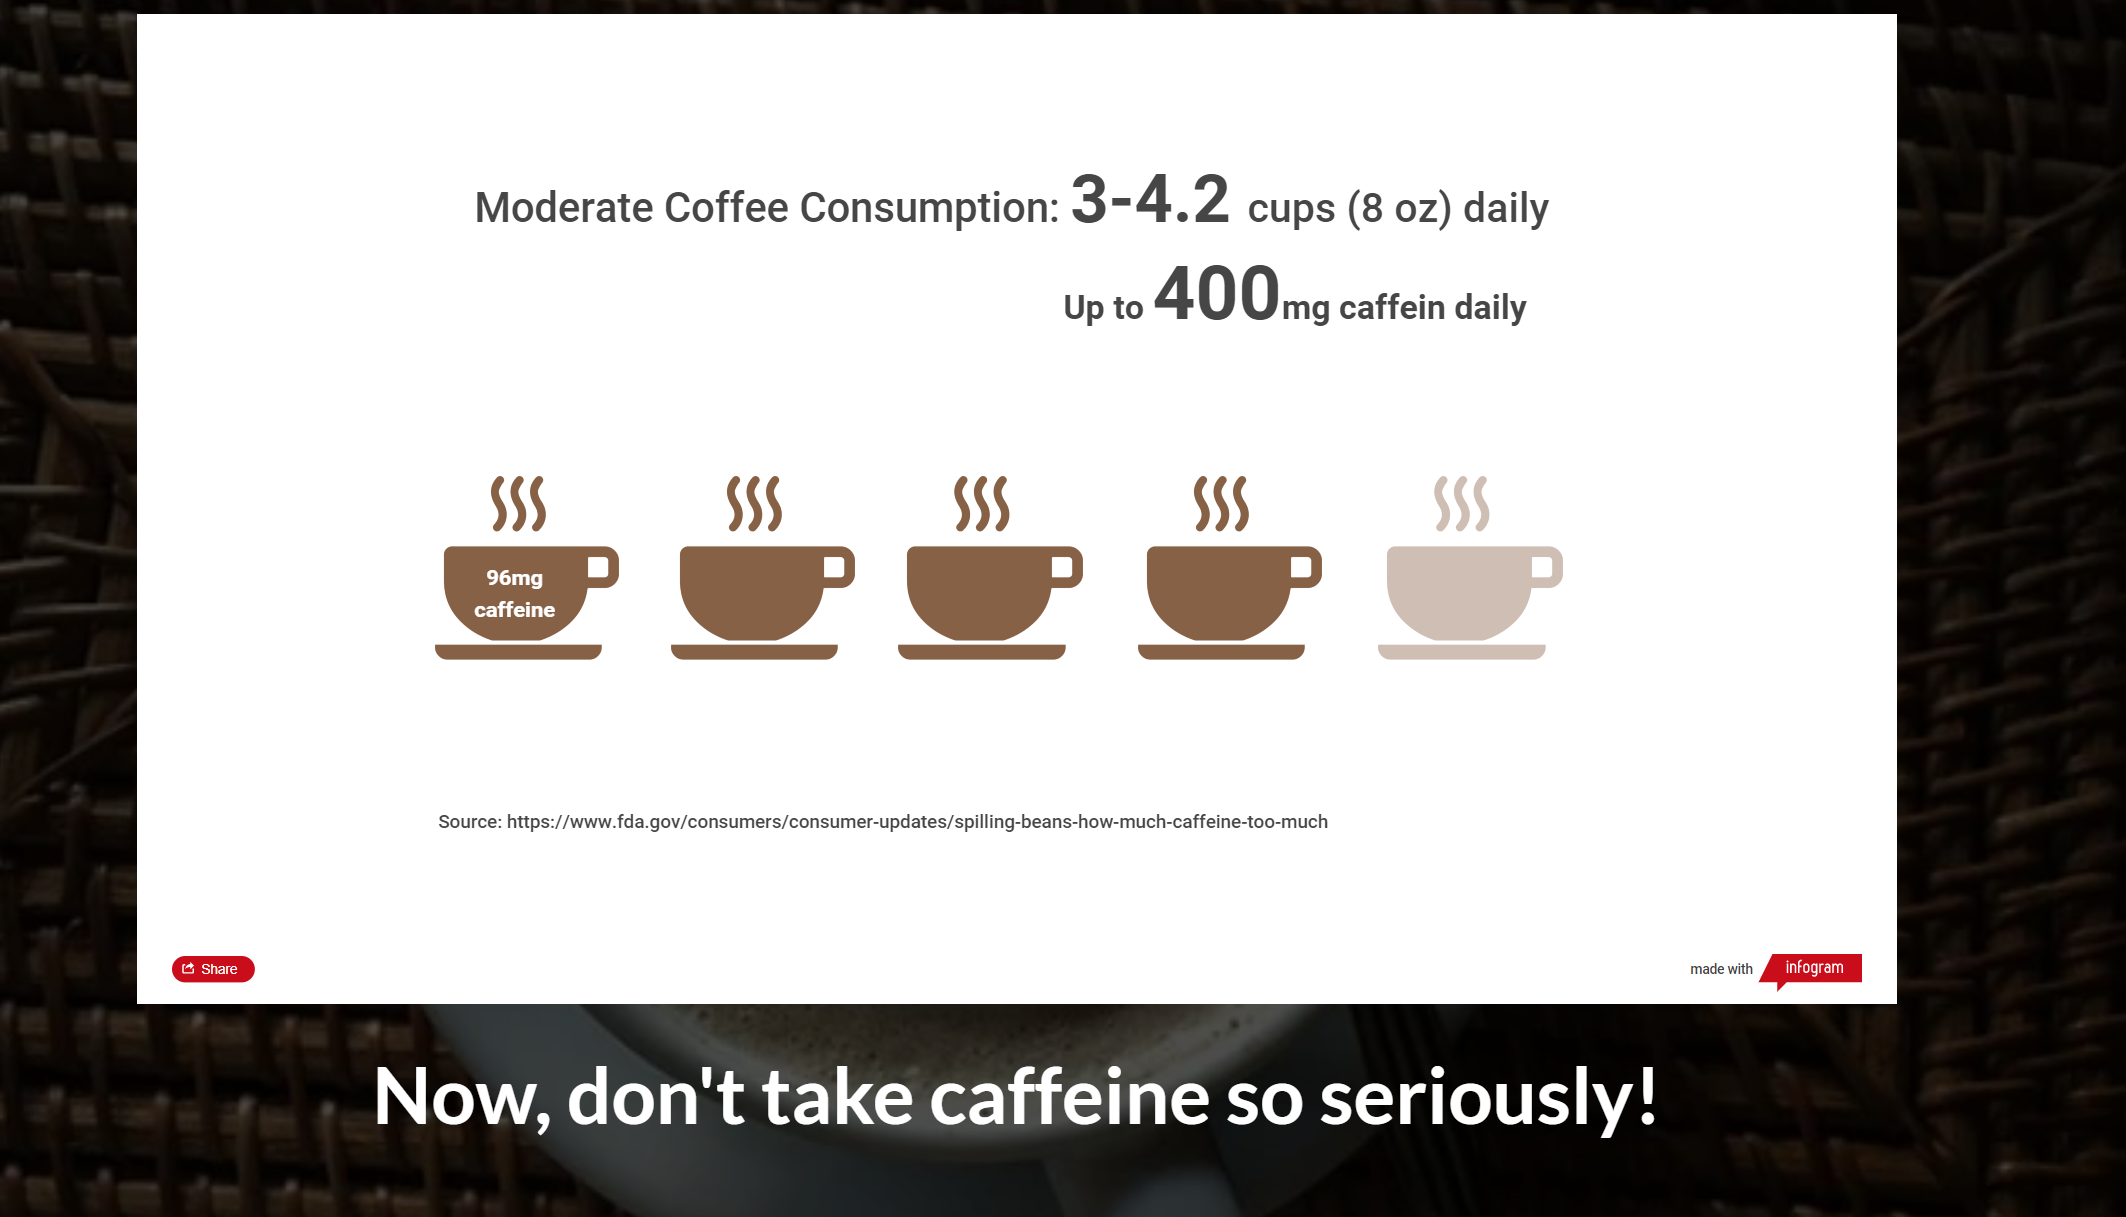 Moderate Coffee Consumption: 3-4.2 cups (8 oz) daily
Up to 400mg caffein daily
96mg
caffeine
Source: https://www.fda.gov/consumers/consumer-updates/spilling-beans-how-much-caffeine-too-much
Share
made with infogram
Now, don't take caffeine so seriously!